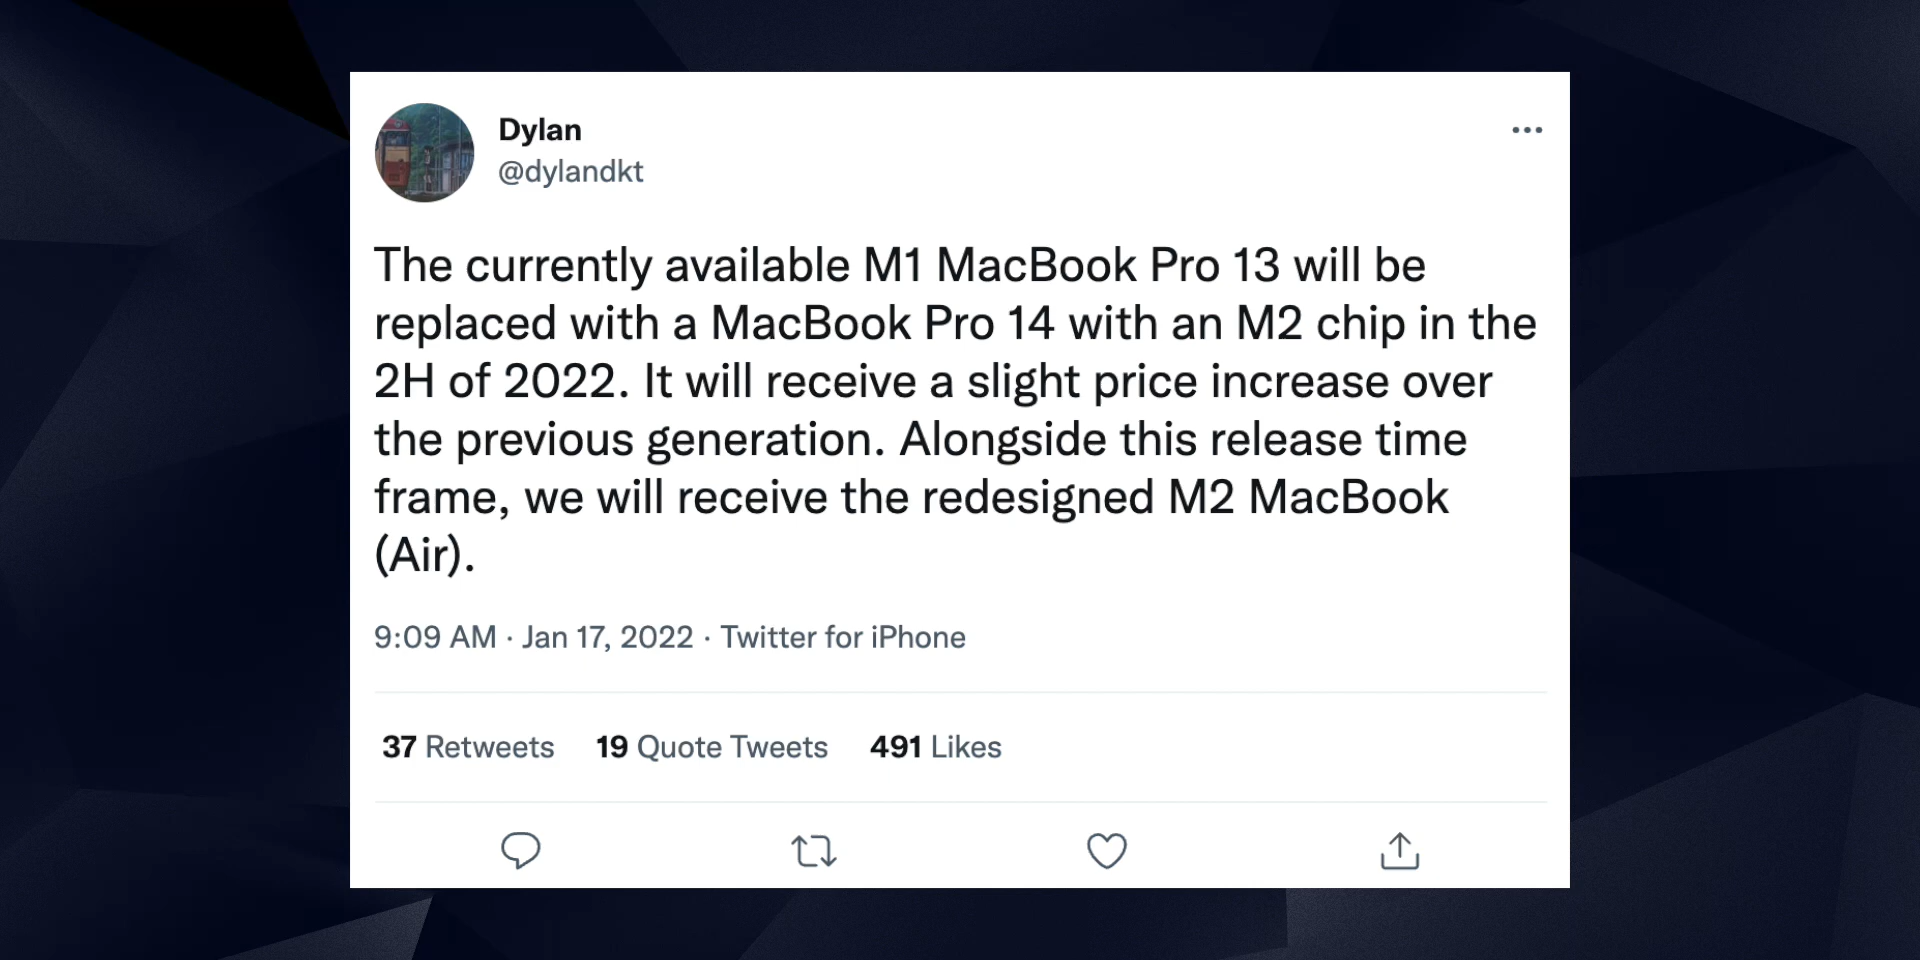 Dylan
@dylandkt
The currently available M1 MacBook Pro 13 will be
replaced with a MacBook Pro 14 with an M2 chip in the
2H of 2022. It will receive a slight price increase over
the previous generation. Alongside this release time
frame, we will receive the redesigned M2 MacBook
(Air).
9:09 AM · Jan 17, 2022 · Twitter for iPhone
37 Retweets 19 Quote Tweets 491 Likes